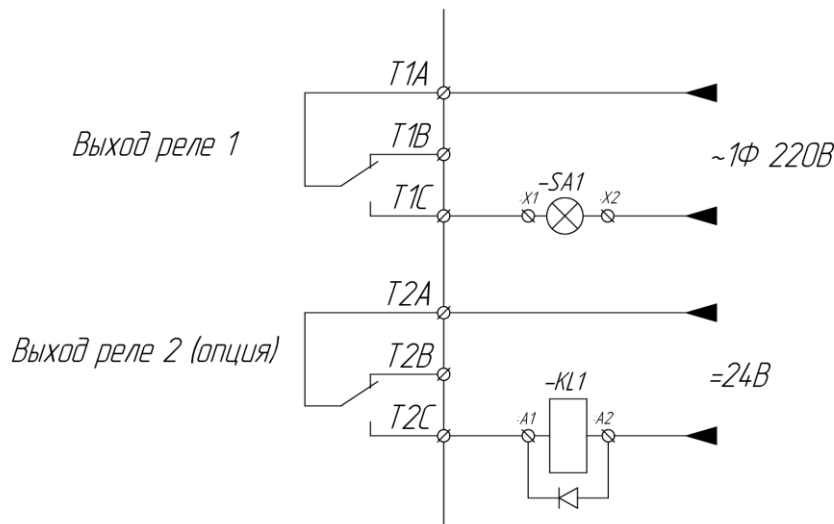 T1A
Выход реле 1
T1B
~1Ф 220В
-SA1
T1C
:X1
:X2
T2A
Выход реле 2 (опция)
T2B
=24В
-KL1
T2C
:A1
:A2